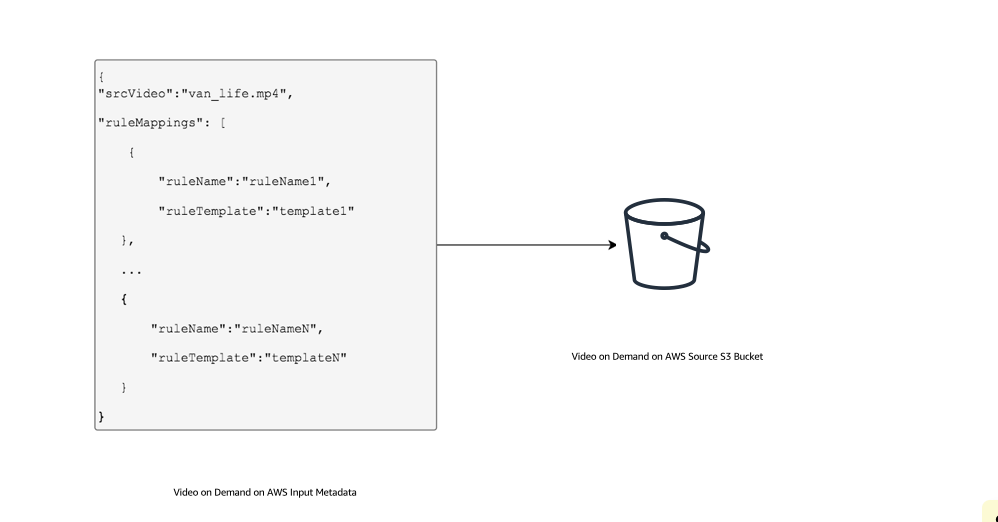 {
"srcVideo":"van_life.mp4",
"ruleMappings": [
{
"ruleName":"ruleName1",
"ruleTemplate":"template1"
},
...
{
"ruleName":"ruleNameN",
"ruleTemplate":"templateN"
}
}
Video on Demand on AWS Source S3 Bucket
Video on Demand on AWS Input Metadata